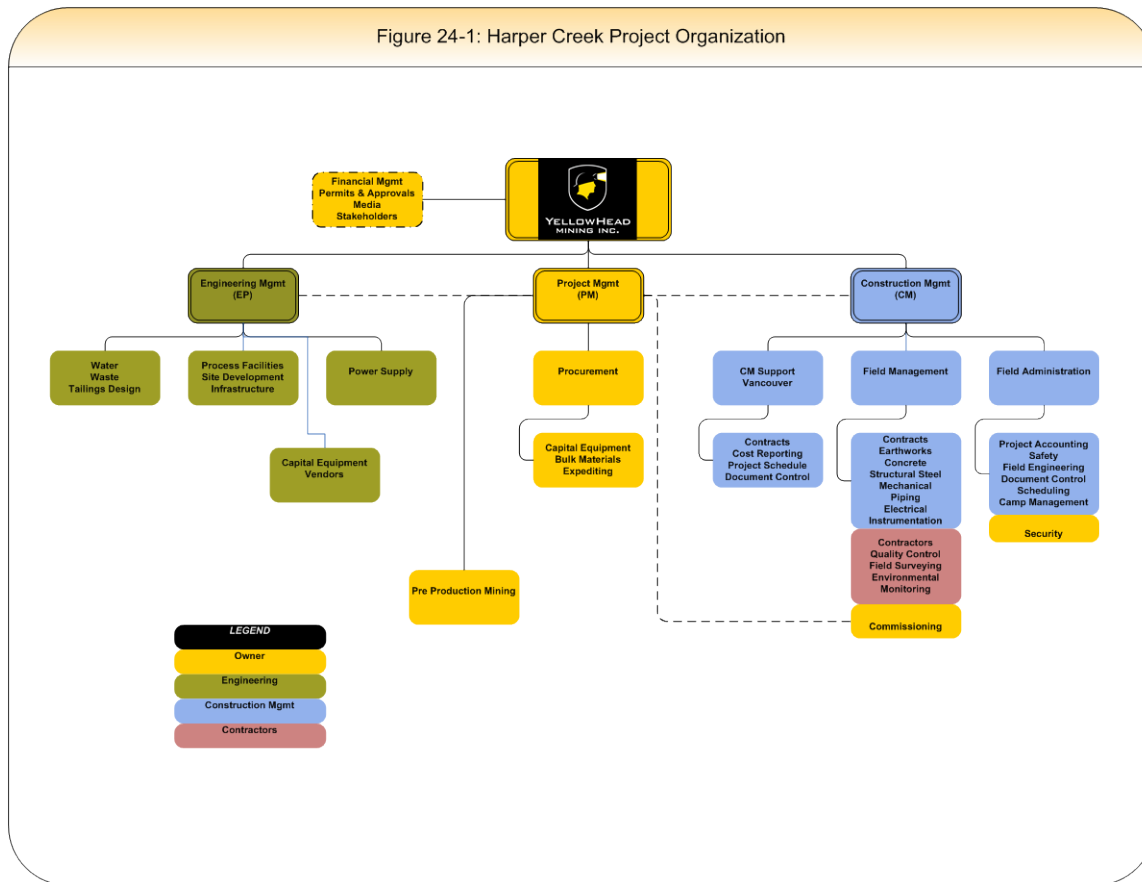 Figure 24-1: Harper Creek Project Organization
Financial Mgmt
Permits & Approvals
Media
Stakeholders
YELLOWHEAD
MINING INC.
Engineering Mgmt
(EP)
Project Mgmt
(PM)
Construction Mgmt
(CM)
Water
Waste
Tailings Design
Process Facilities
Site Development
Infrastructure
Power Supply
Procurement
CM Support
Vancouver
Field Management
Field Administration
Capital Equipment
Vendors
Capital Equipment
Bulk Materials
Expediting
Contracts
Cost Reporting
Project Schedule
Document Control
Contracts
Earthworks
Concrete
Structural Steel
Mechanical
Piping
Electrical
Instrumentation
Project Accounting
Safety
Field Engineering
Document Control
Scheduling
Camp Management
Security
Contractors
Quality Control
Field Surveying
Environmental
Monitoring
Pre Production Mining
Commissioning
LEGEND
Owner
Engineering
Construction Mgmt
Contractors